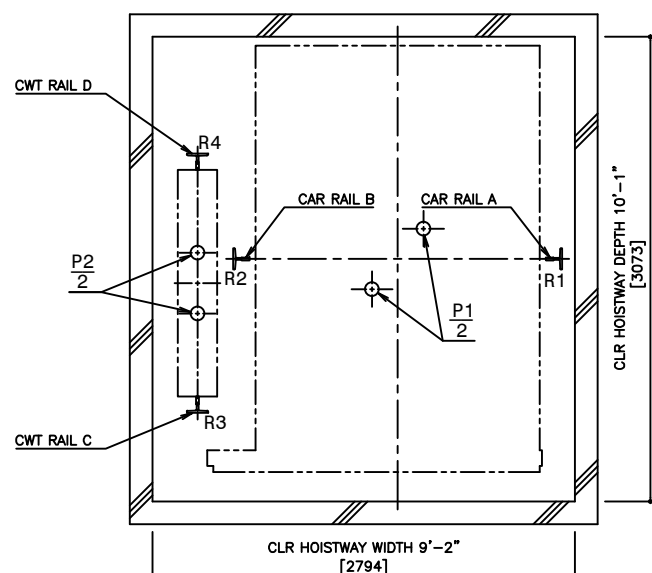 CWT RAIL D
R4
CAR RAIL B
CAR RAIL A
P2
2
R2
R1
P1
2
R3
CWT RAIL C
CLR HOISTWAY DEPTH 10'-1"
[3073]
CLR HOISTWAY WIDTH 9'-2"
[2794]